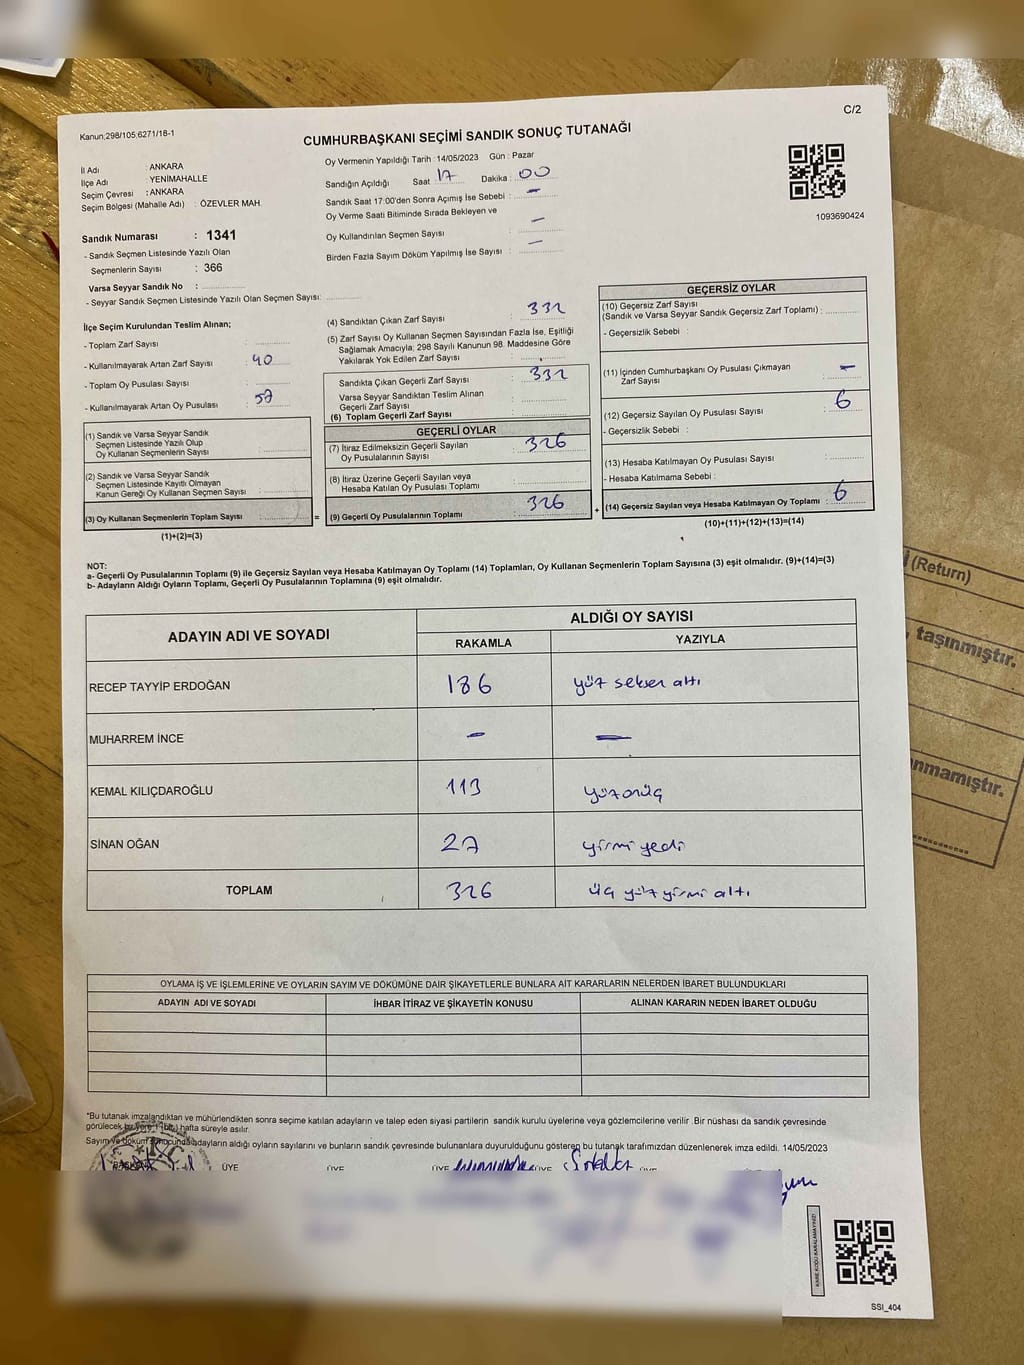 C/2
Kanun;298/105;6271/18-1
CUMHURBAŞKANI SEÇİMİ SANDIK SONUÇ TUTANAĞI
İl Adı : ANKARA
İlçe Adı : YENİMAHALLE
Seçim Çevresi : ANKARA
Seçim Bölgesi (Mahalle Adı) : ÖZEVLER MAH.
Sandık Numarası : 1341
- Sandık Seçmen Listesinde Yazılı Olan
Seçmenlerin Sayısı : 366
Varsa Seyyar Sandık No :
- Seyyar Sandık Seçmen Listesinde Yazılı Olan Seçmen Sayısı:
Oy Vermenin Yapıldığı Tarih : 14/05/2023 Gün : Pazar
Sandığın Açıldığı Saat 17 Dakika : 00
Sandık Saat 17:00'den Sonra Açımış İse Sebebi : -
Oy Verme Saati Bitiminde Sırada Bekleyen ve
Oy Kullandırılan Seçmen Sayısı : -
Birden Fazla Sayım Döküm Yapılmış İse Sayısı : -
1093690424
İlçe Seçim Kurulundan Teslim Alınan;
- Toplam Zarf Sayısı :
- Kullanılmayarak Artan Zarf Sayısı : 40
- Toplam Oy Pusulası Sayısı :
- Kullanılmayarak Artan Oy Pusulası : 57
(1) Sandık ve Varsa Seyyar Sandık
Seçmen Listesinde Yazılı Olup
Oy Kullanan Seçmenlerin Sayısı :
(2) Sandık ve Varsa Seyyar Sandık
Seçmen Listesinde Kayıtlı Olmayan
Kanun Gereği Oy Kullanan Seçmen Sayısı :
(3) Oy Kullanan Seçmenlerin Toplam Sayısı :
(1)+(2)=(3)
(4) Sandıktan Çıkan Zarf Sayısı : 332
(5) Zarf Sayısı Oy Kullanan Seçmen Sayısından Fazla İse, Eşitliği
Sağlamak Amacıyla; 298 Sayılı Kanunun 98. Maddesine Göre
Yakılarak Yok Edilen Zarf Sayısı :
Sandıkta Çıkan Geçerli Zarf Sayısı : 332
Varsa Seyyar Sandıktan Teslim Alınan
Geçerli Zarf Sayısı :
(6) Toplam Geçerli Zarf Sayısı :
GEÇERLİ OYLAR
(7) İtiraz Edilmeksizin Geçerli Sayılan
Oy Pusulalarının Sayısı : 326
(8) İtiraz Üzerine Geçerli Sayılan veya
Hesaba Katılan Oy Pusulası Toplamı :
= (9) Geçerli Oy Pusulalarının Toplamı : 326
GEÇERSİZ OYLAR
(10) Geçersiz Zarf Sayısı
(Sandık ve Varsa Seyyar Sandık Geçersiz Zarf Toplamı) :
- Geçersizlik Sebebi :
(11) İçinden Cumhurbaşkanı Oy Pusulası Çıkmayan
Zarf Sayısı : -
(12) Geçersiz Sayılan Oy Pusulası Sayısı : 6
- Geçersizlik Sebebi :
(13) Hesaba Katılmayan Oy Pusulası Sayısı :
- Hesaba Katılmama Sebebi :
+ (14) Geçersiz Sayılan veya Hesaba Katılmayan Oy Toplamı : 6
(10)+(11)+(12)+(13)=(14)
NOT:
a- Geçerli Oy Pusulalarının Toplamı (9) ile Geçersiz Sayılan veya Hesaba Katılmayan Oy Toplamı (14) Toplamları, Oy Kullanan Seçmenlerin Toplam Sayısına (3) eşit olmalıdır. (9)+(14)=(3)
b- Adayların Aldığı Oyların Toplamı, Geçerli Oy Pusulalarının Toplamına (9) eşit olmalıdır.
ADAYIN ADI VE SOYADI ALDIĞI OY SAYISI
RAKAMLA YAZIYLA
RECEP TAYYİP ERDOĞAN 186 yüz seksen altı
MUHARREM İNCE - -
KEMAL KILIÇDAROĞLU 113 yüzonüç
SİNAN OĞAN 27 yirmi yedi
TOPLAM 326 üç yüz yirmi altı
OYLAMA İŞ VE İŞLEMLERİNE VE OYLARIN SAYIM VE DÖKÜMÜNE DAİR ŞİKAYETLERLE BUNLARA AİT KARARLARIN NELERDEN İBARET BULUNDUKLARI
ADAYIN ADI VE SOYADI İHBAR İTİRAZ VE ŞİKAYETİN KONUSU ALINAN KARARIN NEDEN İBARET OLDUĞU
*Bu tutanak imzalandıktan ve mühürlendikten sonra seçime katılan adayların ve talep eden siyasi partilerin sandık kurulu üyelerine veya gözlemcilerine verilir. Bir nüshası da sandık çevresinde
görülecek bir yere 1 (bir) hafta süreyle asılır.
Sayım ve döküm sonucunda adayların aldığı oyların sayılarını ve bunların sandık çevresinde bulunanlara duyurulduğunu gösteren bu tutanak tarafımızdan düzenlenerek imza edildi. 14/05/2023
BAŞKAN ÜYE ÜYE ÜYE ÜYE ÜYE
SSI_404
(Return)
taşınmıştır.
nmamıştır.